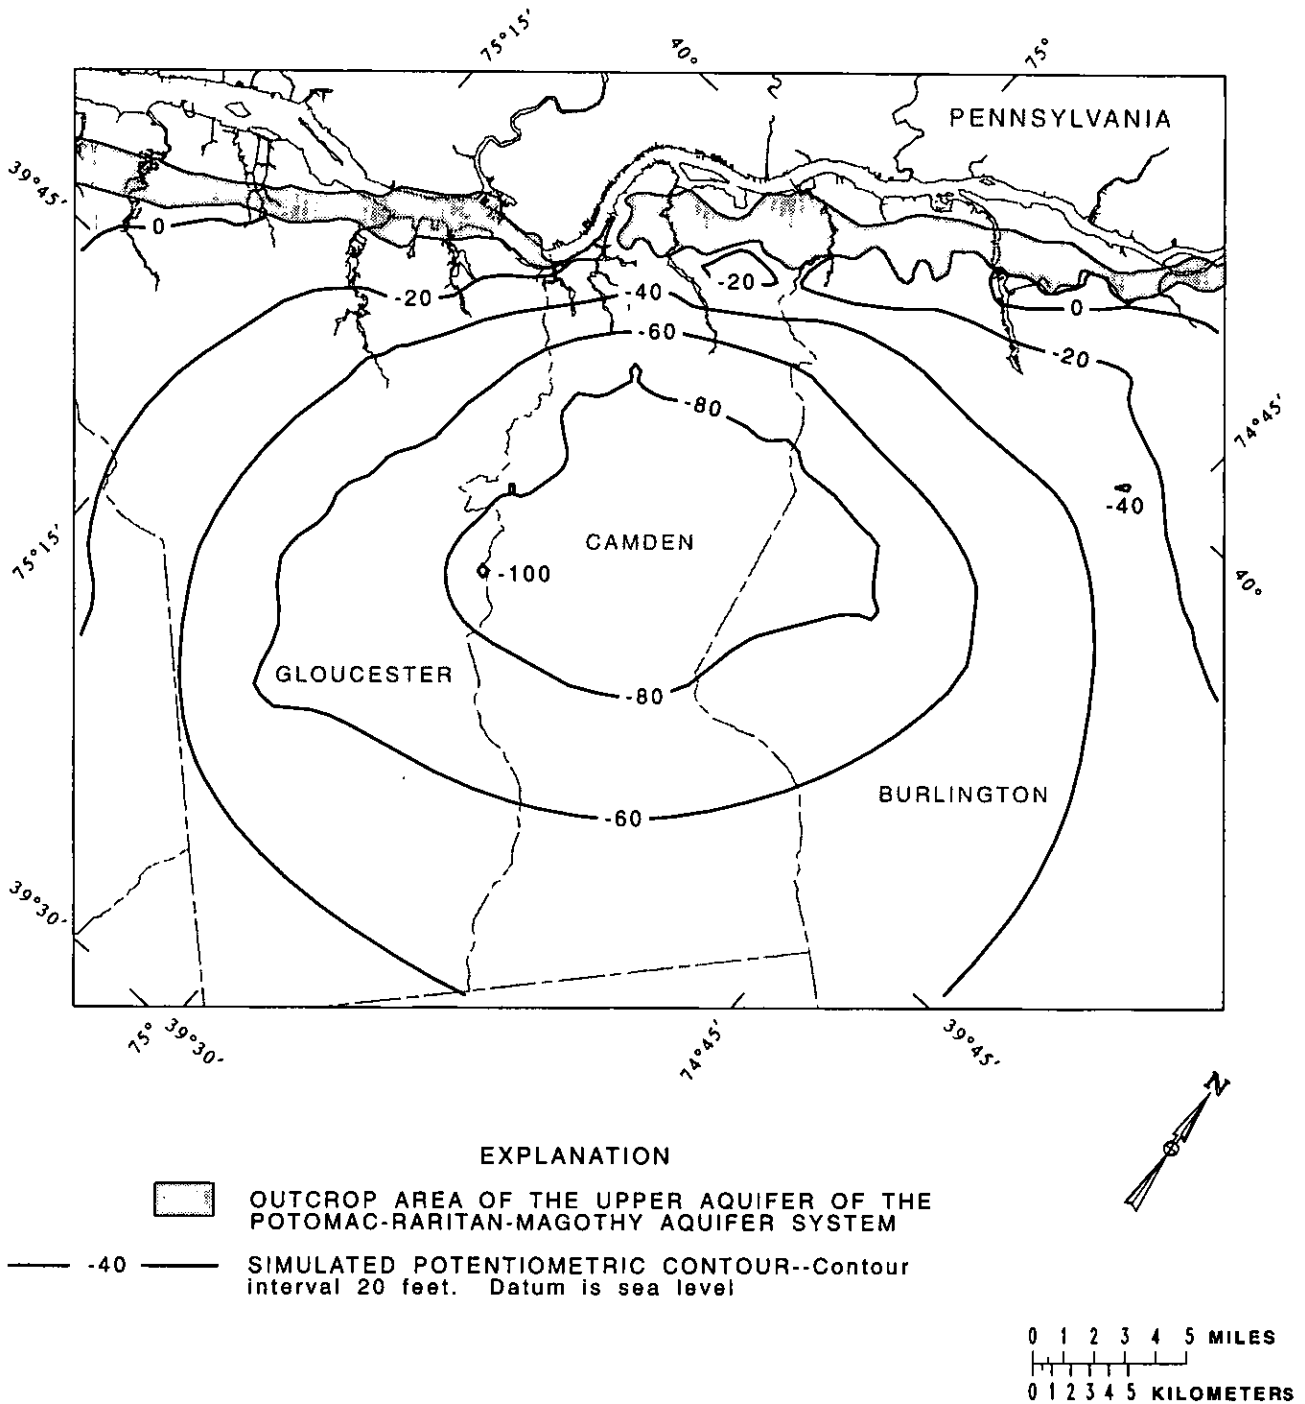 75°15′
40°
75°
PENNSYLVANIA
39°45′
0
-20
-20
-40
0
-60
-20
-80
74°45′
-40
75°15′
CAMDEN
-100
40°
GLOUCESTER
-80
BURLINGTON
-60
39°30′
75°
39°30′
74°45′
39°45′
N
EXPLANATION
OUTCROP AREA OF THE UPPER AQUIFER OF THE
POTOMAC-RARITAN-MAGOTHY AQUIFER SYSTEM
-40
SIMULATED POTENTIOMETRIC CONTOUR--Contour
interval 20 feet. Datum is sea level
0 1 2 3 4 5 MILES
0 1 2 3 4 5 KILOMETERS